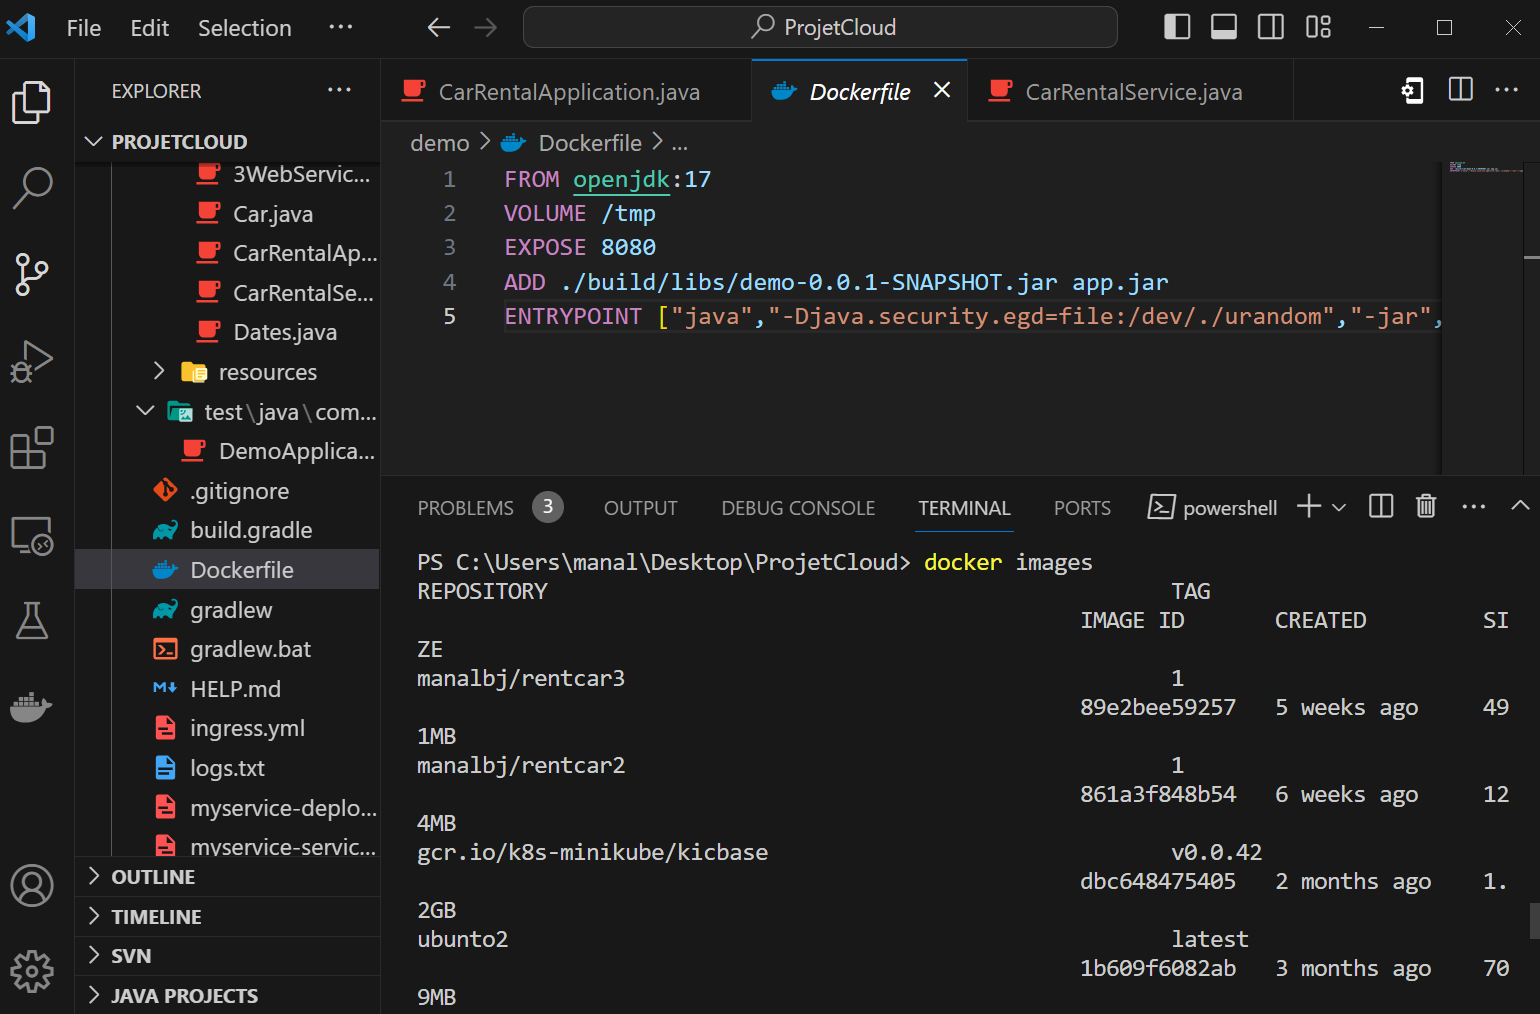 File Edit Selection ··· ProjetCloud
EXPLORER ···
PROJETCLOUD
3WebServic...
Car.java
CarRentalAp...
CarRentalSe...
Dates.java
resources
test\java\com...
DemoApplica...
.gitignore
build.gradle
Dockerfile
gradlew
gradlew.bat
HELP.md
ingress.yml
logs.txt
myservice-deplo...
myservice-servic...
OUTLINE
TIMELINE
SVN
JAVA PROJECTS
CarRentalApplication.java Dockerfile CarRentalService.java ···
demo > Dockerfile > ...
1 FROM openjdk:17
2 VOLUME /tmp
3 EXPOSE 8080
4 ADD ./build/libs/demo-0.0.1-SNAPSHOT.jar app.jar
5 ENTRYPOINT ["java","-Djava.security.egd=file:/dev/./urandom","-jar",
PROBLEMS 3 OUTPUT DEBUG CONSOLE TERMINAL PORTS powershell ···
PS C:\Users\manal\Desktop\ProjetCloud> docker images
REPOSITORY TAG
IMAGE ID CREATED SI
ZE
manalbj/rentcar3 1
89e2bee59257 5 weeks ago 49
1MB
manalbj/rentcar2 1
861a3f848b54 6 weeks ago 12
4MB
gcr.io/k8s-minikube/kicbase v0.0.42
dbc648475405 2 months ago 1.
2GB
ubunto2 latest
1b609f6082ab 3 months ago 70
9MB